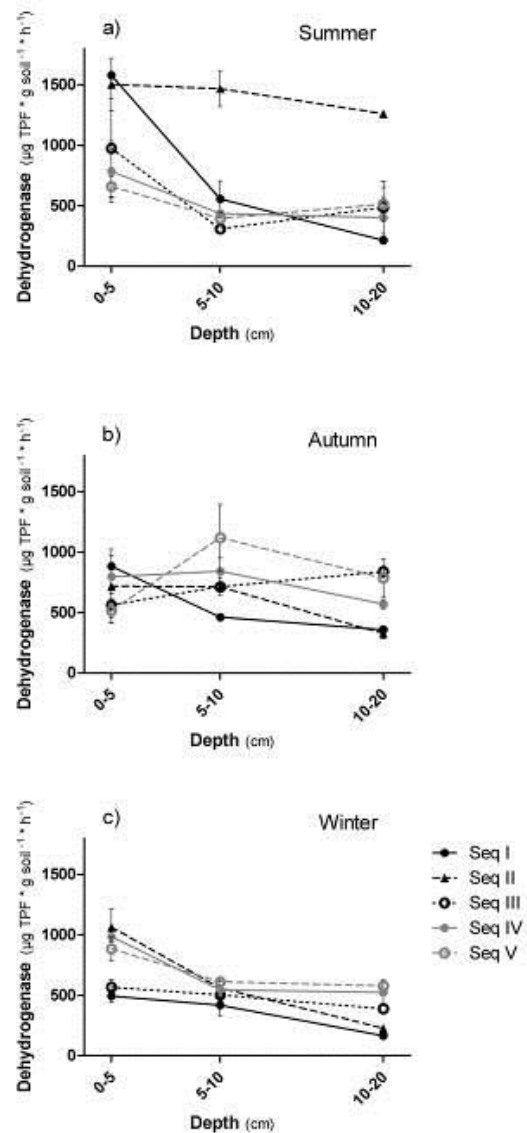 a) Summer
Dehydrogenase (µg TPF * g soil⁻¹ * h⁻¹)
1500
1000
500
0
0-5
5-10
10-20
Depth (cm)
b) Autumn
Dehydrogenase (µg TPF * g soil⁻¹ * h⁻¹)
1500
1000
500
0
0-5
5-10
10-20
Depth (cm)
c) Winter
Dehydrogenase (µg TPF * g soil⁻¹ * h⁻¹)
1500
1000
500
0
0-5
5-10
10-20
Depth (cm)
Seq I
Seq II
Seq III
Seq IV
Seq V